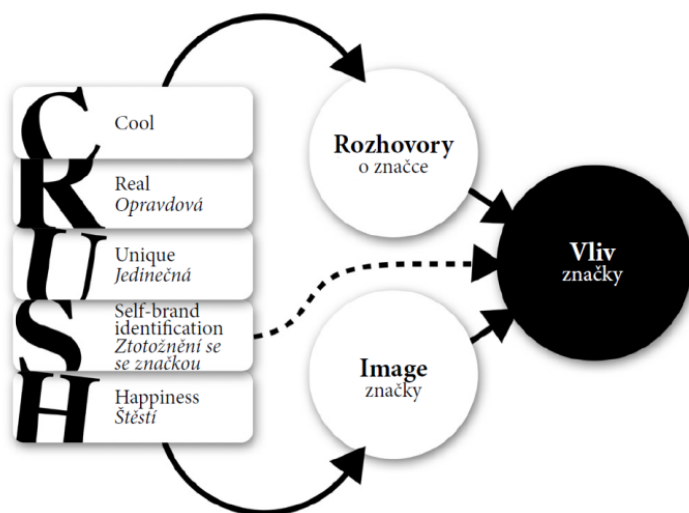 C
Cool
R
Real
Opravdová
U
Unique
Jedinečná
S
Self-brand
identification
Ztotožnění se
se značkou
H
Happiness
Štěstí
Rozhovory
o značce
Image
značky
Vliv
značky